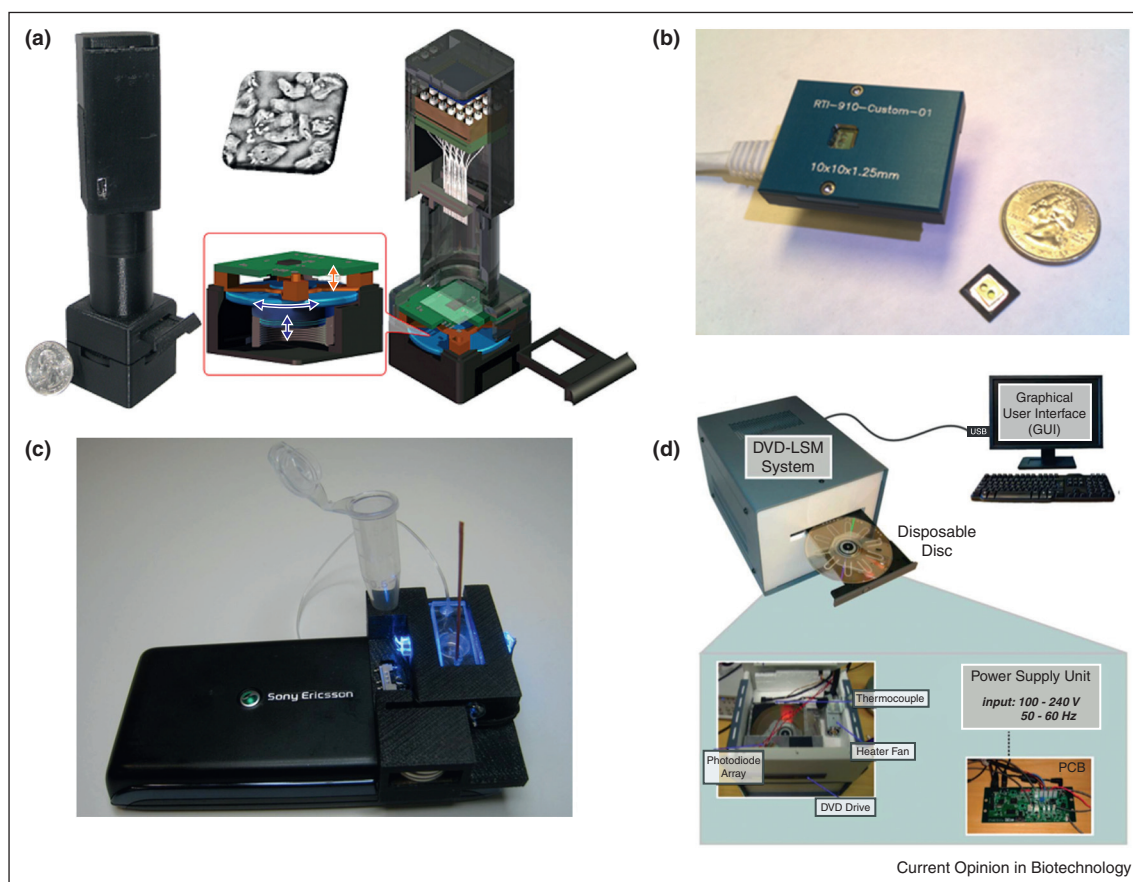 (a)
(b)
RTI-910-Custom-01
10x10x1.25mm
(c)
Sony Ericsson
(d)
DVD-LSM
System
USB
Graphical
User Interface
(GUI)
Disposable
Disc
Thermocouple
Heater Fan
Photodiode
Array
DVD Drive
Power Supply Unit
input: 100 - 240 V
50 - 60 Hz
PCB
Current Opinion in Biotechnology